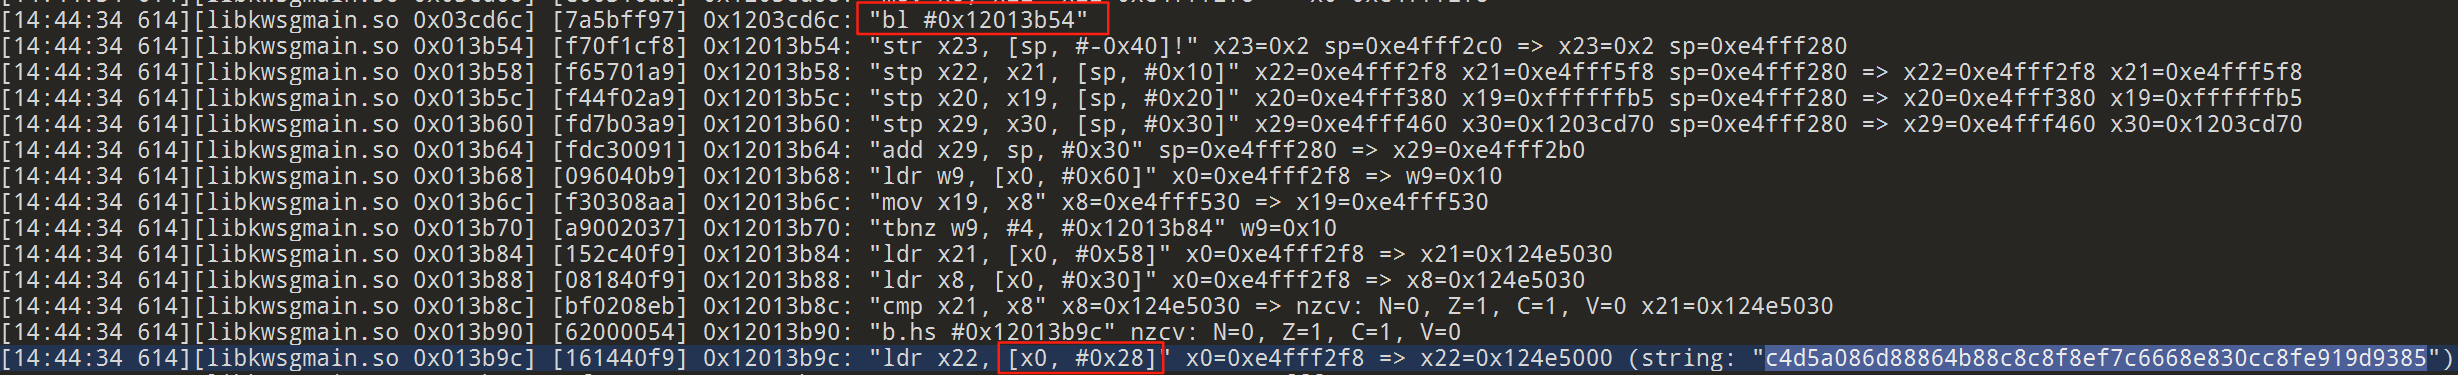 [14:44:34 614][libkwsgmain.so 0x03cd6c] [7a5bff97] 0x1203cd6c: "bl #0x12013b54"
[14:44:34 614][libkwsgmain.so 0x013b54] [f70f1cf8] 0x12013b54: "str x23, [sp, #-0x40]!" x23=0x2 sp=0xe4fff2c0 => x23=0x2 sp=0xe4fff280
[14:44:34 614][libkwsgmain.so 0x013b58] [f65701a9] 0x12013b58: "stp x22, x21, [sp, #0x10]" x22=0xe4fff2f8 x21=0xe4fff5f8 sp=0xe4fff280 => x22=0xe4fff2f8 x21=0xe4fff5f8
[14:44:34 614][libkwsgmain.so 0x013b5c] [f44f02a9] 0x12013b5c: "stp x20, x19, [sp, #0x20]" x20=0xe4fff380 x19=0xffffffb5 sp=0xe4fff280 => x20=0xe4fff380 x19=0xffffffb5
[14:44:34 614][libkwsgmain.so 0x013b60] [fd7b03a9] 0x12013b60: "stp x29, x30, [sp, #0x30]" x29=0xe4fff460 x30=0x1203cd70 sp=0xe4fff280 => x29=0xe4fff460 x30=0x1203cd70
[14:44:34 614][libkwsgmain.so 0x013b64] [fdc30091] 0x12013b64: "add x29, sp, #0x30" sp=0xe4fff280 => x29=0xe4fff2b0
[14:44:34 614][libkwsgmain.so 0x013b68] [096040b9] 0x12013b68: "ldr w9, [x0, #0x60]" x0=0xe4fff2f8 => w9=0x10
[14:44:34 614][libkwsgmain.so 0x013b6c] [f30308aa] 0x12013b6c: "mov x19, x8" x8=0xe4fff530 => x19=0xe4fff530
[14:44:34 614][libkwsgmain.so 0x013b70] [a9002037] 0x12013b70: "tbnz w9, #4, #0x12013b84" w9=0x10
[14:44:34 614][libkwsgmain.so 0x013b84] [152c40f9] 0x12013b84: "ldr x21, [x0, #0x58]" x0=0xe4fff2f8 => x21=0x124e5030
[14:44:34 614][libkwsgmain.so 0x013b88] [081840f9] 0x12013b88: "ldr x8, [x0, #0x30]" x0=0xe4fff2f8 => x8=0x124e5030
[14:44:34 614][libkwsgmain.so 0x013b8c] [bf0208eb] 0x12013b8c: "cmp x21, x8" x8=0x124e5030 => nzcv: N=0, Z=1, C=1, V=0 x21=0x124e5030
[14:44:34 614][libkwsgmain.so 0x013b90] [62000054] 0x12013b90: "b.hs #0x12013b9c" nzcv: N=0, Z=1, C=1, V=0
[14:44:34 614][libkwsgmain.so 0x013b9c] [161440f9] 0x12013b9c: "ldr x22, [x0, #0x28]" x0=0xe4fff2f8 => x22=0x124e5000 (string: "c4d5a086d88864b88c8c8f8ef7c6668e830cc8fe919d9385")